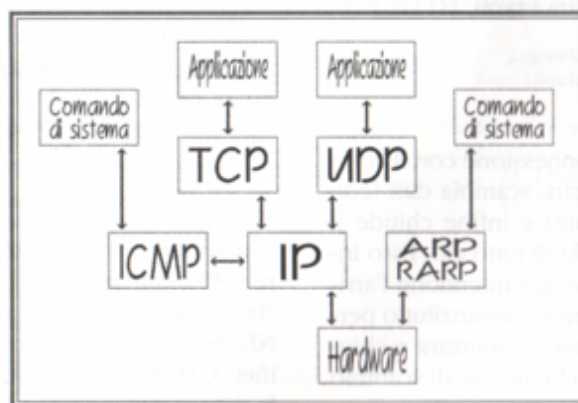 Applicazione
Applicazione
Comando
di sistema
TCP
UDP
Comando
di sistema
ICMP
IP
ARP
RARP
Hardware